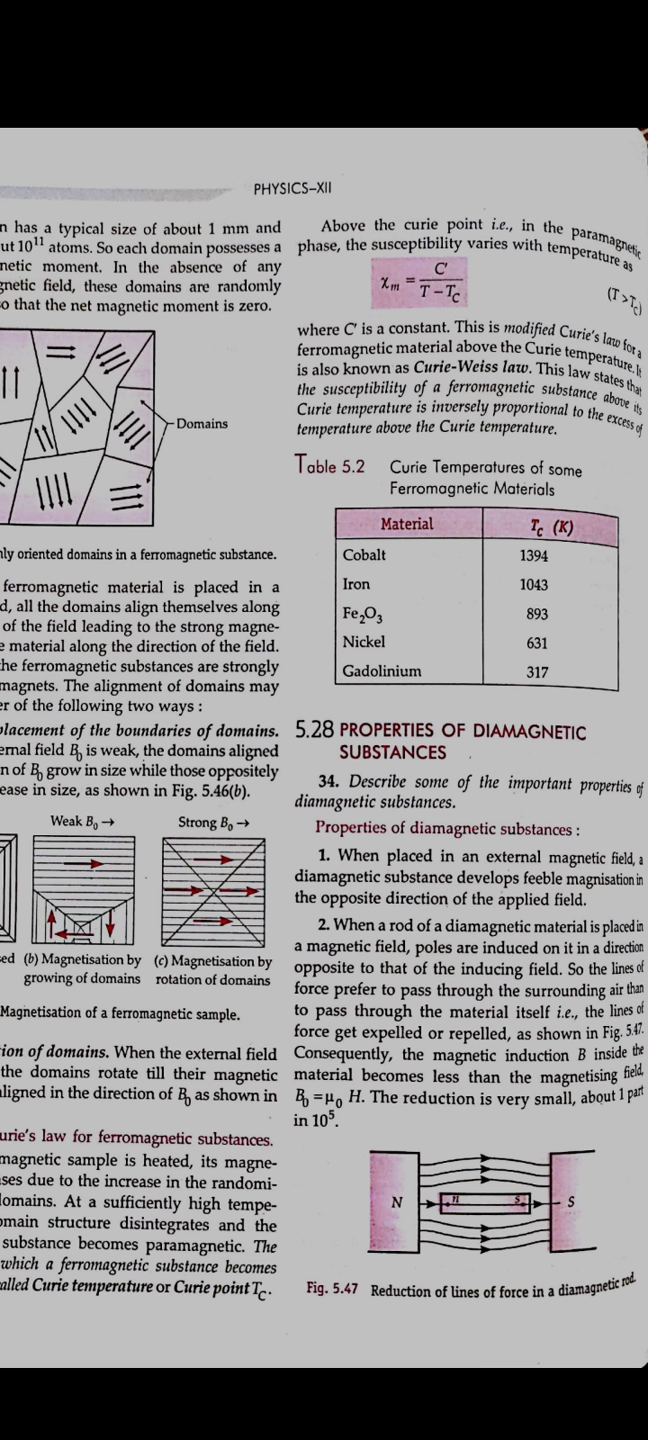 PHYSICS–XII
n has a typical size of about 1 mm and
ut 10¹¹ atoms. So each domain possesses a
netic moment. In the absence of any
gnetic field, these domains are randomly
so that the net magnetic moment is zero.
Domains
nly oriented domains in a ferromagnetic substance.
ferromagnetic material is placed in a
d, all the domains align themselves along
of the field leading to the strong magne-
e material along the direction of the field.
the ferromagnetic substances are strongly
magnets. The alignment of domains may
er of the following two ways :
placement of the boundaries of domains.
ernal field B₀ is weak, the domains aligned
n of B₀ grow in size while those oppositely
ease in size, as shown in Fig. 5.46(b).
Weak B₀ → Strong B₀ →
sed (b) Magnetisation by (c) Magnetisation by
growing of domains rotation of domains
Magnetisation of a ferromagnetic sample.
tion of domains. When the external field
the domains rotate till their magnetic
aligned in the direction of B₀ as shown in
urie's law for ferromagnetic substances.
magnetic sample is heated, its magne-
ases due to the increase in the randomi-
domains. At a sufficiently high tempe-
omain structure disintegrates and the
substance becomes paramagnetic. The
which a ferromagnetic substance becomes
alled Curie temperature or Curie point T_C.
Above the curie point i.e., in the paramagnetic
phase, the susceptibility varies with temperature as
χₘ = C′ / (T – T_C) (T > T_C)
where C′ is a constant. This is modified Curie's law for a
ferromagnetic material above the Curie temperature. It
is also known as Curie-Weiss law. This law states that
the susceptibility of a ferromagnetic substance above its
Curie temperature is inversely proportional to the excess of
temperature above the Curie temperature.
Table 5.2 Curie Temperatures of some
Ferromagnetic Materials
Material T_C (K)
Cobalt 1394
Iron 1043
Fe₂O₃ 893
Nickel 631
Gadolinium 317
5.28 PROPERTIES OF DIAMAGNETIC
SUBSTANCES
34. Describe some of the important properties of
diamagnetic substances.
Properties of diamagnetic substances :
1. When placed in an external magnetic field, a
diamagnetic substance develops feeble magnisation in
the opposite direction of the applied field.
2. When a rod of a diamagnetic material is placed in
a magnetic field, poles are induced on it in a direction
opposite to that of the inducing field. So the lines of
force prefer to pass through the surrounding air than
to pass through the material itself i.e., the lines of
force get expelled or repelled, as shown in Fig. 5.47.
Consequently, the magnetic induction B inside the
material becomes less than the magnetising field.
B₀ = μ₀ H. The reduction is very small, about 1 part
in 10⁵.
N n s S
Fig. 5.47 Reduction of lines of force in a diamagnetic rod.